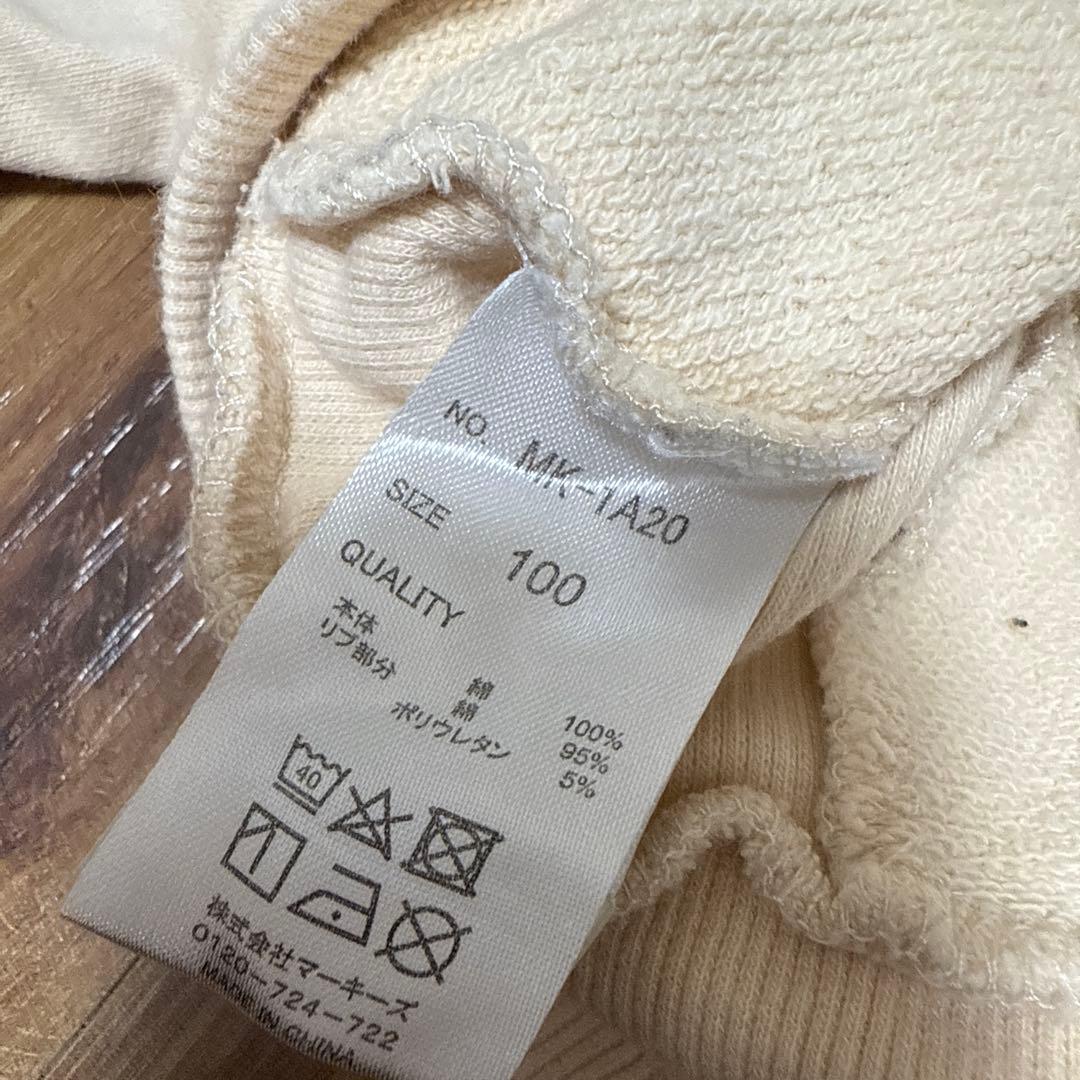 NO. MK-1A20
SIZE 100
QUALITY
本体 綿 100%
リブ部分 綿 95%
ポリウレタン 5%
40
株式会社マーキーズ
0120-724-722
MADE IN CHINA